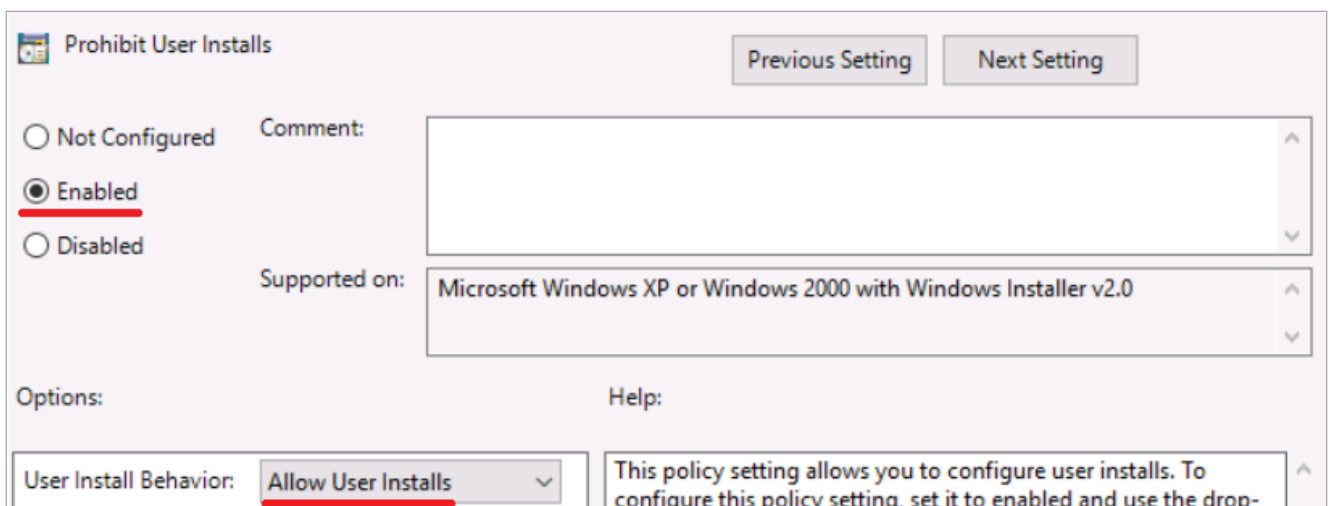 Prohibit User Installs
Previous Setting
Next Setting
Not Configured
Comment:
Enabled
Disabled
Supported on:
Microsoft Windows XP or Windows 2000 with Windows Installer v2.0
Options:
Help:
User Install Behavior:
Allow User Installs
This policy setting allows you to configure user installs. To
configure this policy setting, set it to enabled and use the drop-